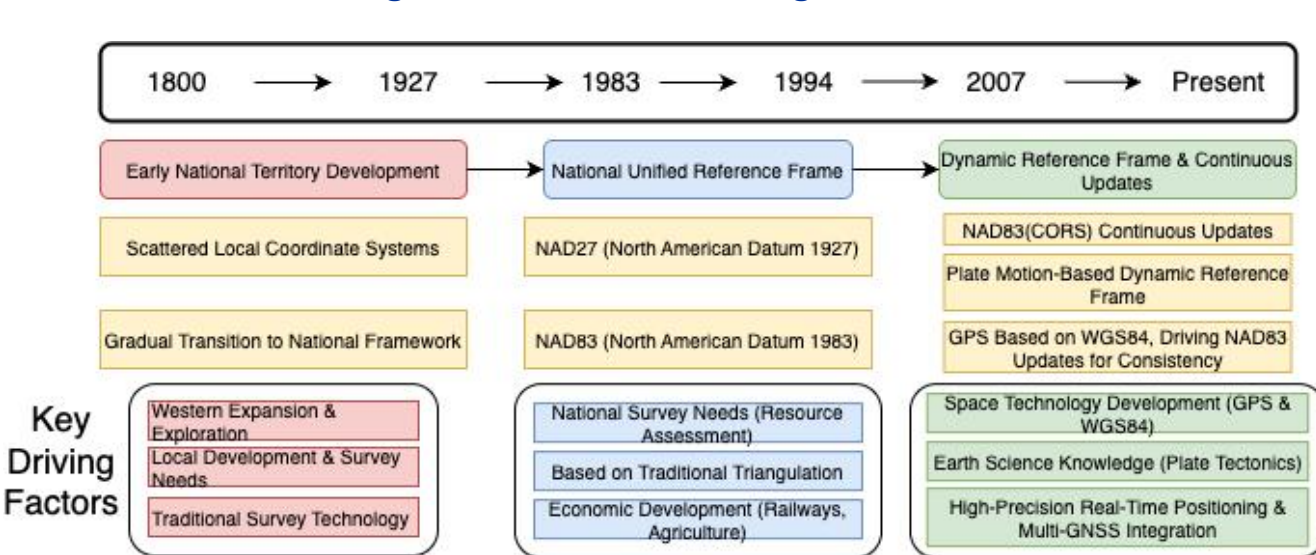 1800 1927 1983 1994 2007 Present
Early National Territory Development
National Unified Reference Frame
Dynamic Reference Frame & Continuous
Updates
Scattered Local Coordinate Systems
NAD27 (North American Datum 1927)
NAD83(CORS) Continuous Updates
Plate Motion-Based Dynamic Reference
Frame
Gradual Transition to National Framework
NAD83 (North American Datum 1983)
GPS Based on WGS84, Driving NAD83
Updates for Consistency
Key
Driving
Factors
Western Expansion &
Exploration
Local Development & Survey
Needs
Traditional Survey Technology
National Survey Needs (Resource
Assessment)
Based on Traditional Triangulation
Economic Development (Railways,
Agriculture)
Space Technology Development (GPS &
WGS84)
Earth Science Knowledge (Plate Tectonics)
High-Precision Real-Time Positioning &
Multi-GNSS Integration